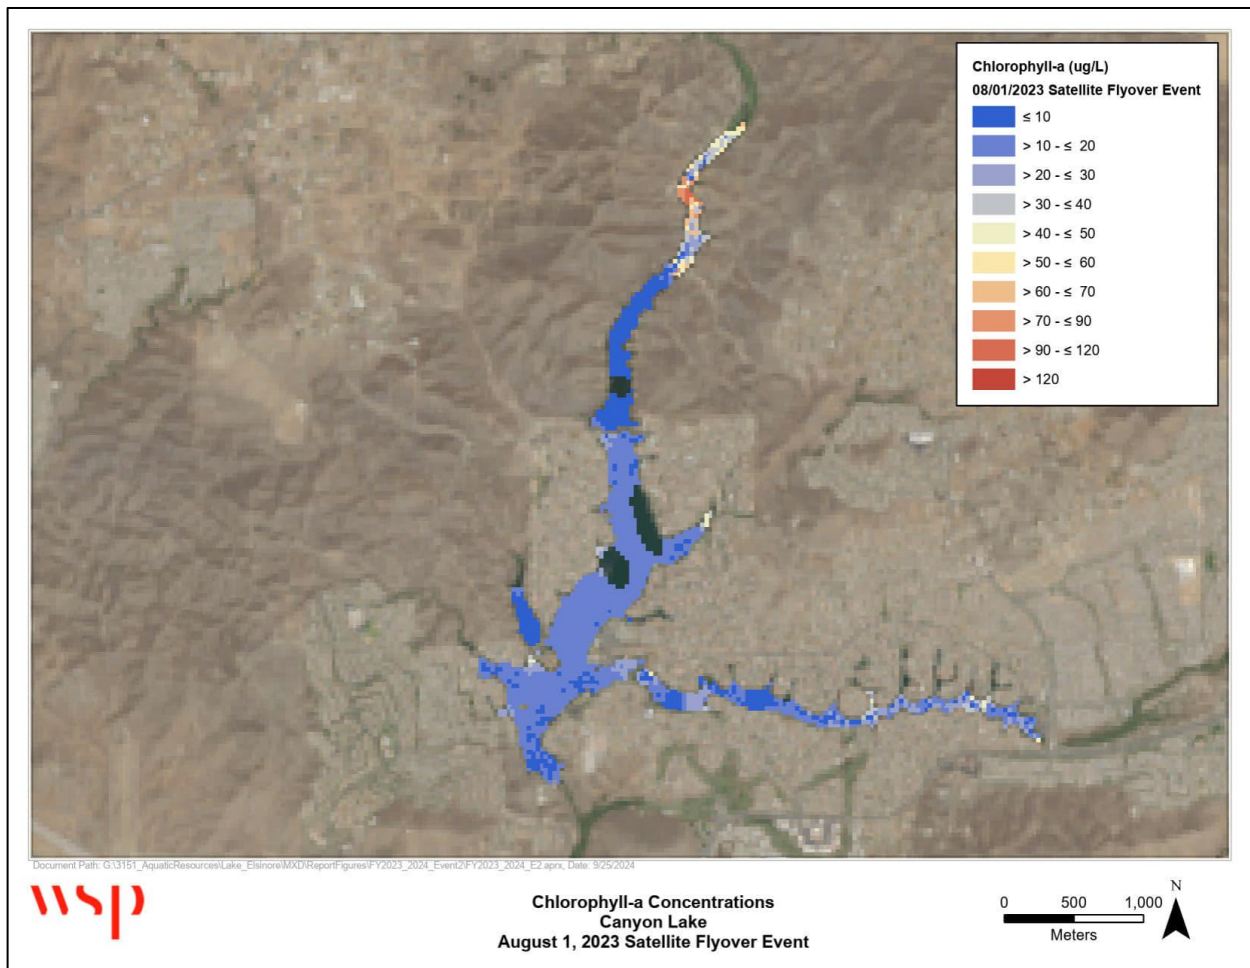 Chlorophyll-a (ug/L)
08/01/2023 Satellite Flyover Event
≤ 10
> 10 - ≤ 20
> 20 - ≤ 30
> 30 - ≤ 40
> 40 - ≤ 50
> 50 - ≤ 60
> 60 - ≤ 70
> 70 - ≤ 90
> 90 - ≤ 120
> 120
Document Path: G:\3151_AquaticResources\Lake_Elsinore\MXD\ReportFigures\FY2023_2024_Event2\FY2023_2024_E2.aprx, Date: 9/25/2024
wsp
Chlorophyll-a Concentrations
Canyon Lake
August 1, 2023 Satellite Flyover Event
N
0 500 1,000
Meters